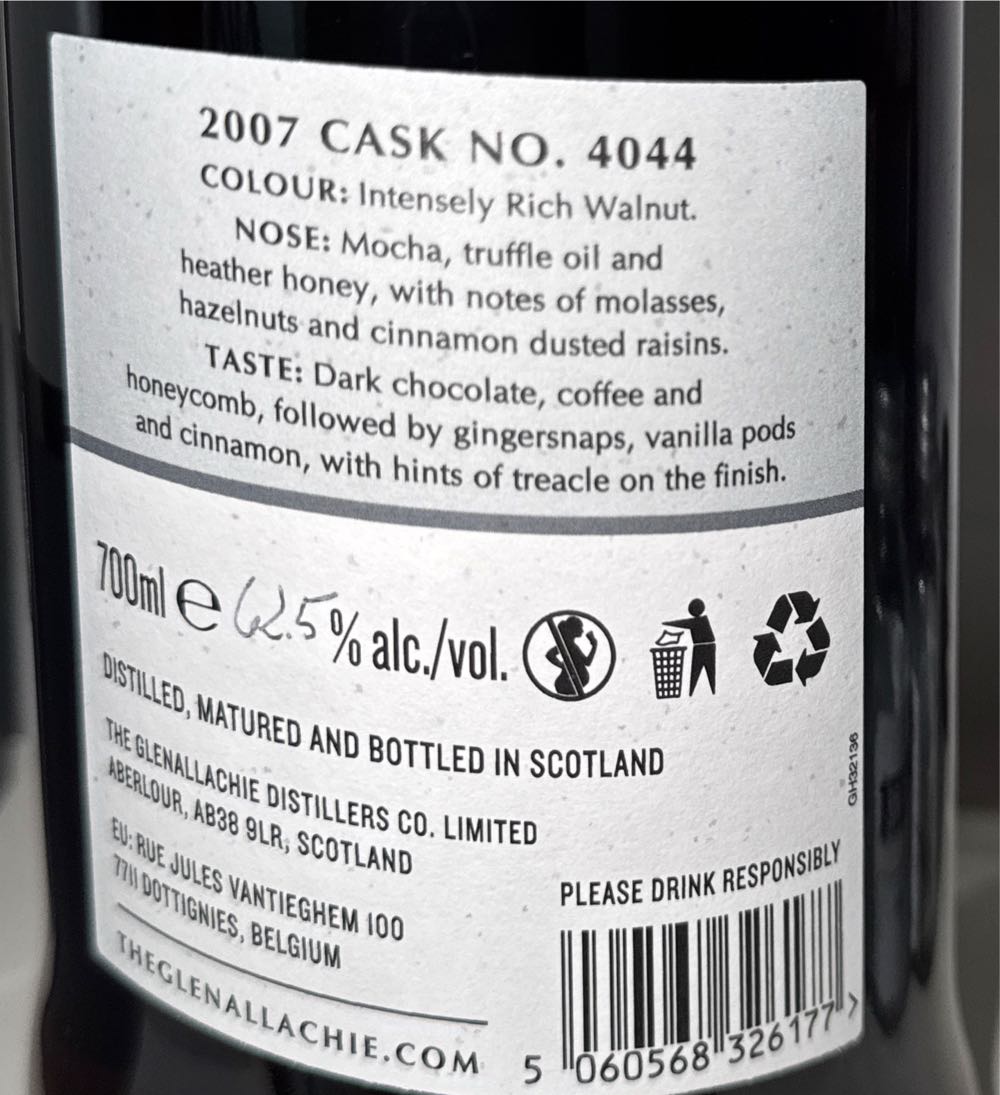 2007 CASK NO. 4044
COLOUR: Intensely Rich Walnut.
NOSE: Mocha, truffle oil and
heather honey, with notes of molasses,
hazelnuts and cinnamon dusted raisins.
TASTE: Dark chocolate, coffee and
honeycomb, followed by gingersnaps, vanilla pods
and cinnamon, with hints of treacle on the finish.
700ml e 62.5% alc./vol.
DISTILLED, MATURED AND BOTTLED IN SCOTLAND
THE GLENALLACHIE DISTILLERS CO. LIMITED
ABERLOUR, AB38 9LR, SCOTLAND
EU: RUE JULES VANTIEGHEM 100
7711 DOTTIGNIES, BELGIUM
THEGLENALLACHIE.COM
GH32136
PLEASE DRINK RESPONSIBLY
5 060568 326177 >